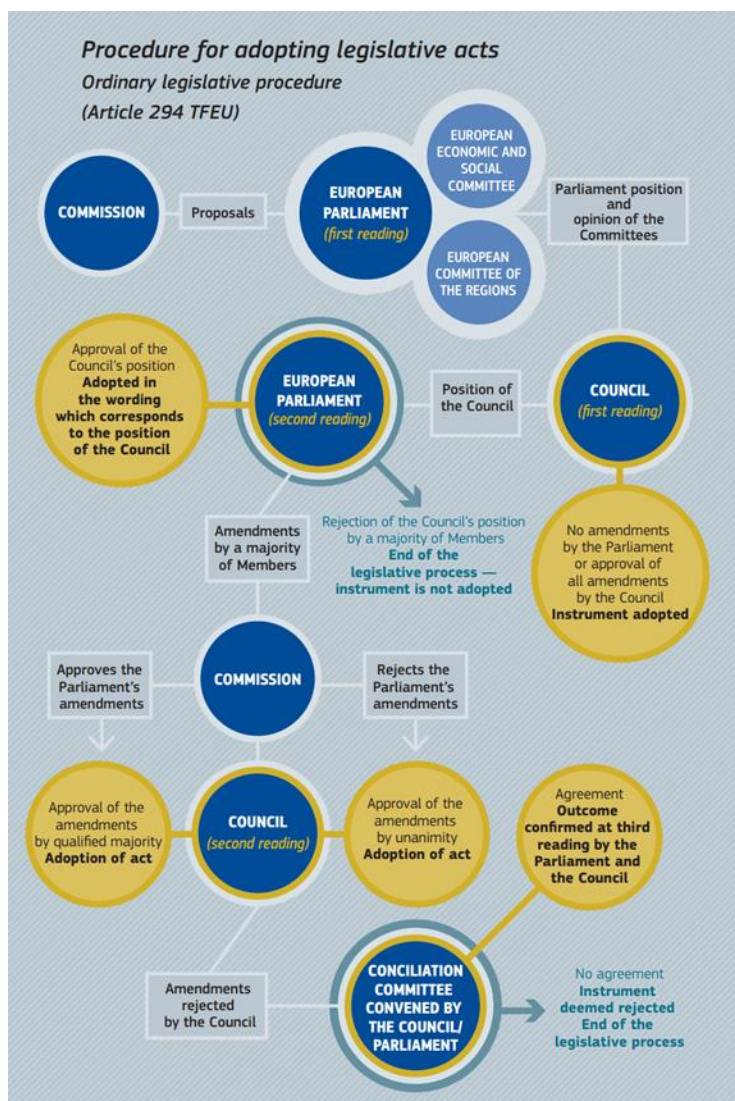 Procedure for adopting legislative acts
Ordinary legislative procedure
(Article 294 TFEU)
COMMISSION
Proposals
EUROPEAN
PARLIAMENT
(first reading)
EUROPEAN
ECONOMIC AND
SOCIAL
COMMITTEE
EUROPEAN
COMMITTEE OF
THE REGIONS
Parliament position
and
opinion of the
Committees
COUNCIL
(first reading)
No amendments
by the Parliament
or approval of
all amendments
by the Council
Instrument adopted
Position of
the Council
EUROPEAN
PARLIAMENT
(second reading)
Approval of the
Council's position
Adopted in
the wording
which corresponds
to the position
of the Council
Rejection of the Council's position
by a majority of Members
End of the
legislative process —
instrument is not adopted
Amendments
by a majority
of Members
COMMISSION
Approves the
Parliament's
amendments
Rejects the
Parliament's
amendments
Approval of the
amendments
by qualified majority
Adoption of act
COUNCIL
(second reading)
Approval of the
amendments
by unanimity
Adoption of act
Amendments
rejected
by the Council
CONCILIATION
COMMITTEE
CONVENED BY
THE COUNCIL/
PARLIAMENT
Agreement
Outcome
confirmed at third
reading by the
Parliament and
the Council
No agreement
Instrument
deemed rejected
End of the
legislative process